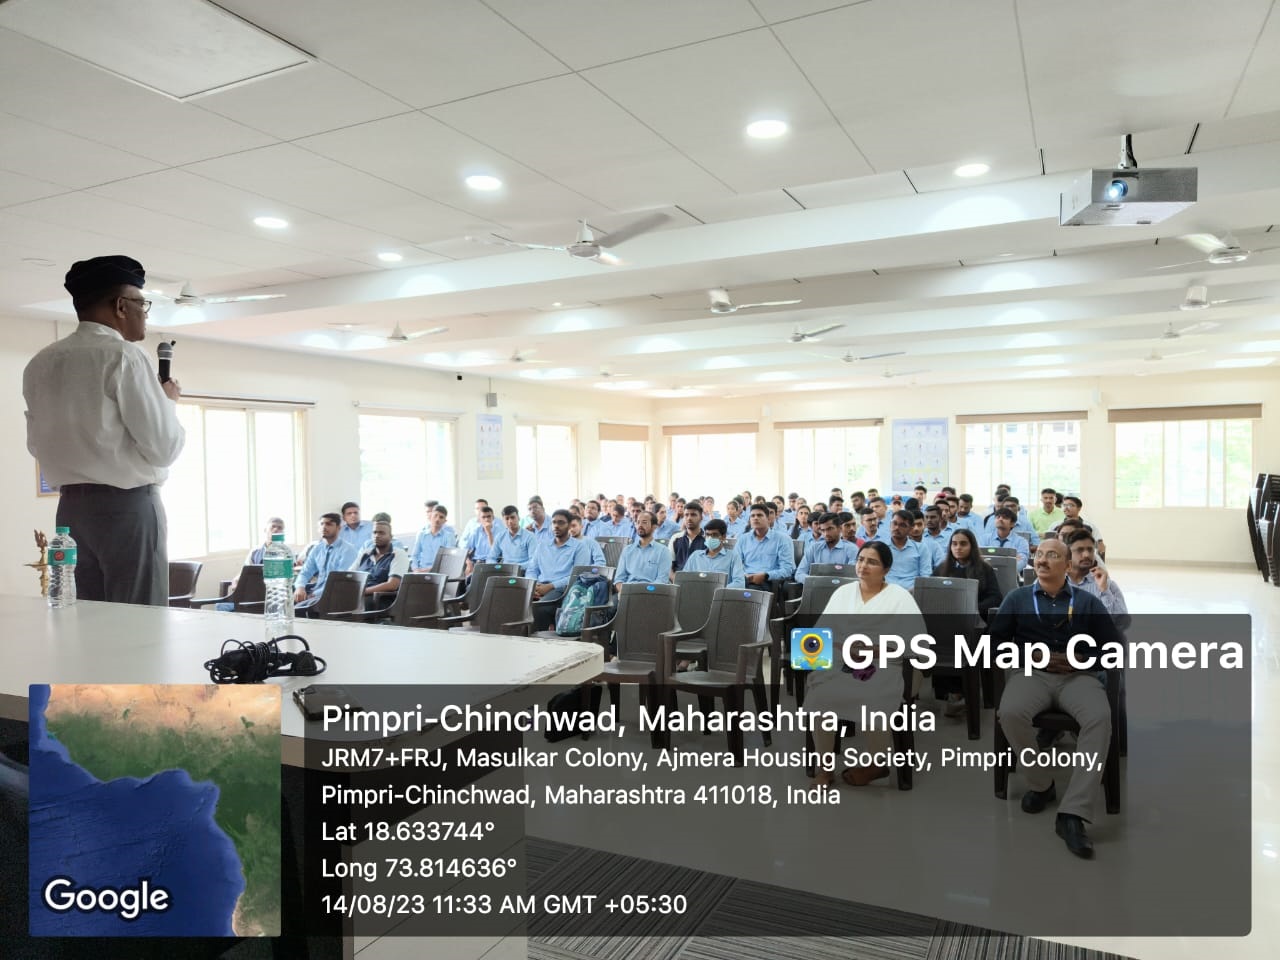 GPS Map Camera
Pimpri-Chinchwad, Maharashtra, India
JRM7+FRJ, Masulkar Colony, Ajmera Housing Society, Pimpri Colony,
Pimpri-Chinchwad, Maharashtra 411018, India
Lat 18.633744°
Long 73.814636°
14/08/23 11:33 AM GMT +05:30
Google